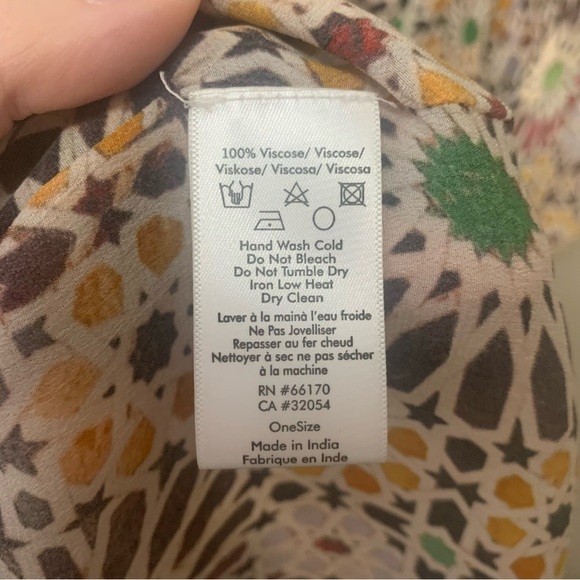 100% Viscose/ Viscose/
Viskose/ Viscosa/ Viscosa
Hand Wash Cold
Do Not Bleach
Do Not Tumble Dry
Iron Low Heat
Dry Clean
Laver à la mainà l'eau froide
Ne Pas Jovelliser
Repasser au fer cheud
Nettoyer à sec ne pas sécher
à la machine
RN #66170
CA #32054
OneSize
Made in India
Fabrique en Inde